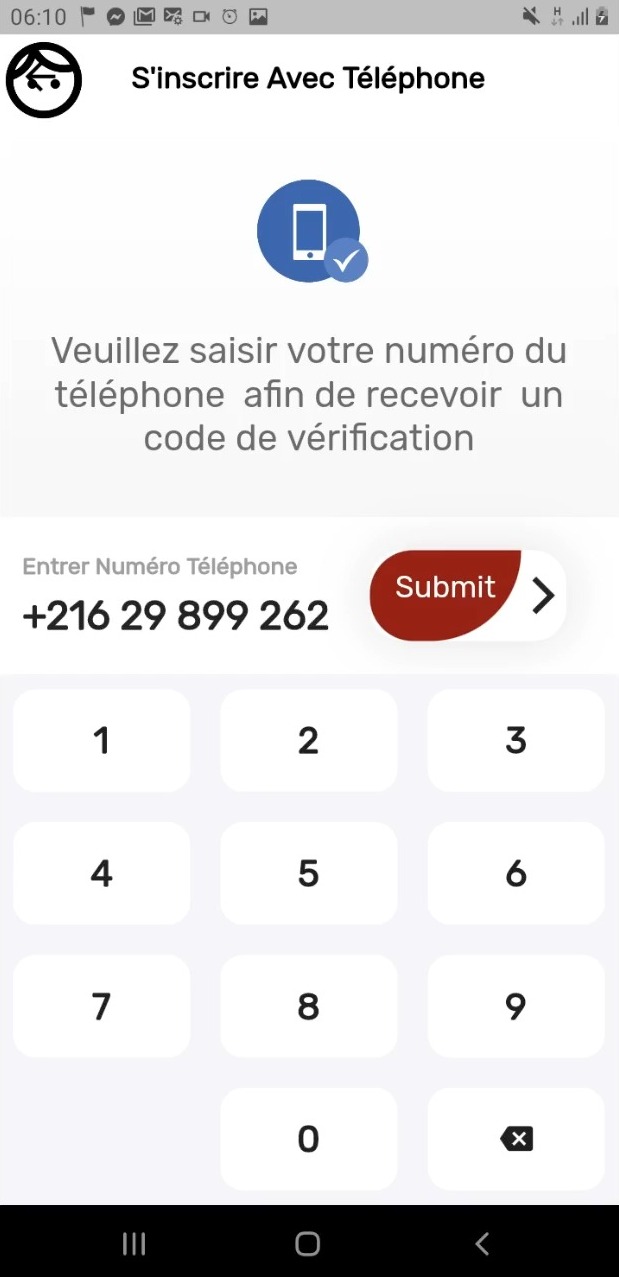 06:10
H
S'inscrire Avec Téléphone
Veuillez saisir votre numéro du
téléphone afin de recevoir un
code de vérification
Entrer Numéro Téléphone
+216 29 899 262
Submit
1 2 3
4 5 6
7 8 9
0